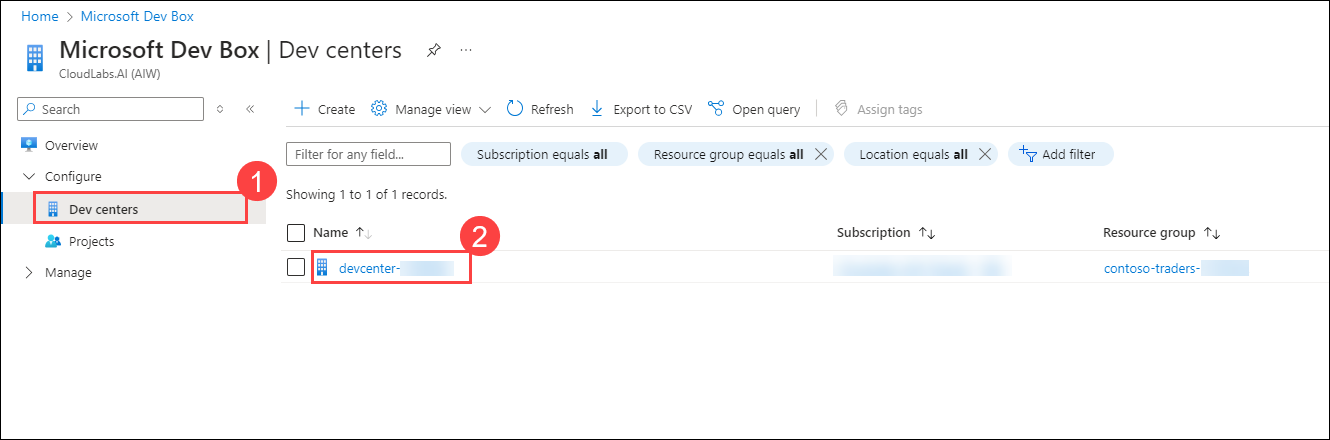 Home > Microsoft Dev Box
Microsoft Dev Box | Dev centers ...
CloudLabs.AI (AIW)
Search
Create Manage view Refresh Export to CSV Open query Assign tags
Overview
Configure
Dev centers
Projects
Manage
1
Filter for any field... Subscription equals all Resource group equals all Location equals all Add filter
Showing 1 to 1 of 1 records.
Name Subscription Resource group
2
devcenter- contoso-traders-